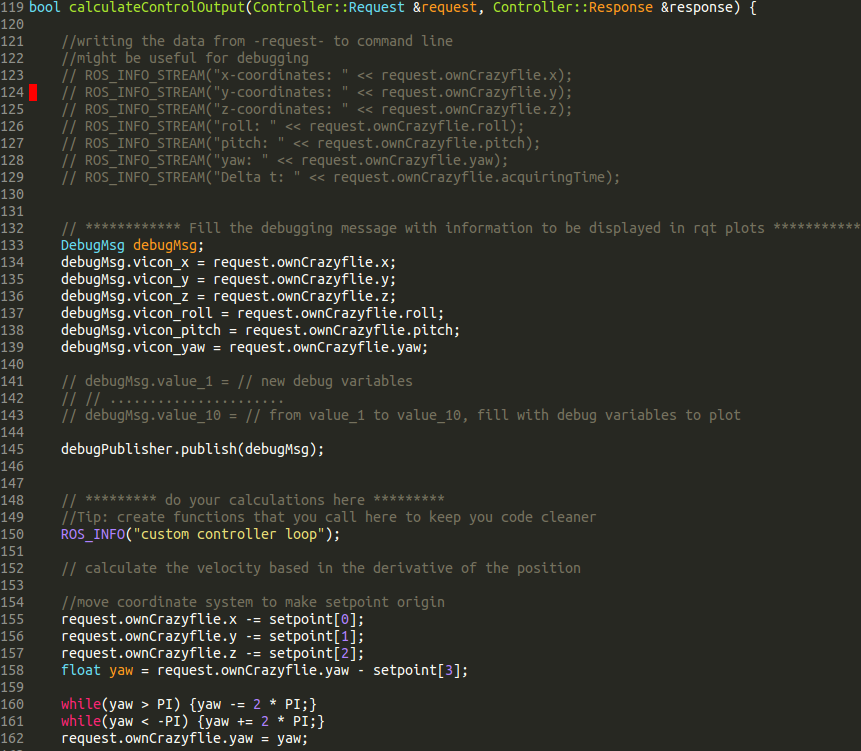 119 bool calculateControlOutput(Controller::Request &request, Controller::Response &response) {
120
121     //writing the data from -request- to command line
122     //might be useful for debugging
123     // ROS_INFO_STREAM("x-coordinates: " << request.ownCrazyflie.x);
124     // ROS_INFO_STREAM("y-coordinates: " << request.ownCrazyflie.y);
125     // ROS_INFO_STREAM("z-coordinates: " << request.ownCrazyflie.z);
126     // ROS_INFO_STREAM("roll: " << request.ownCrazyflie.roll);
127     // ROS_INFO_STREAM("pitch: " << request.ownCrazyflie.pitch);
128     // ROS_INFO_STREAM("yaw: " << request.ownCrazyflie.yaw);
129     // ROS_INFO_STREAM("Delta t: " << request.ownCrazyflie.acquiringTime);
130
131
132     // ************ Fill the debugging message with information to be displayed in rqt plots ***********
133     DebugMsg debugMsg;
134     debugMsg.vicon_x = request.ownCrazyflie.x;
135     debugMsg.vicon_y = request.ownCrazyflie.y;
136     debugMsg.vicon_z = request.ownCrazyflie.z;
137     debugMsg.vicon_roll = request.ownCrazyflie.roll;
138     debugMsg.vicon_pitch = request.ownCrazyflie.pitch;
139     debugMsg.vicon_yaw = request.ownCrazyflie.yaw;
140
141     // debugMsg.value_1 = // new debug variables
142     // // ......................
143     // debugMsg.value_10 = // from value_1 to value_10, fill with debug variables to plot
144
145     debugPublisher.publish(debugMsg);
146
147
148     // ********* do your calculations here *********
149     //Tip: create functions that you call here to keep you code cleaner
150     ROS_INFO("custom controller loop");
151
152     // calculate the velocity based in the derivative of the position
153
154     //move coordinate system to make setpoint origin
155     request.ownCrazyflie.x -= setpoint[0];
156     request.ownCrazyflie.y -= setpoint[1];
157     request.ownCrazyflie.z -= setpoint[2];
158     float yaw = request.ownCrazyflie.yaw - setpoint[3];
159
160     while(yaw > PI) {yaw -= 2 * PI;}
161     while(yaw < -PI) {yaw += 2 * PI;}
162     request.ownCrazyflie.yaw = yaw;